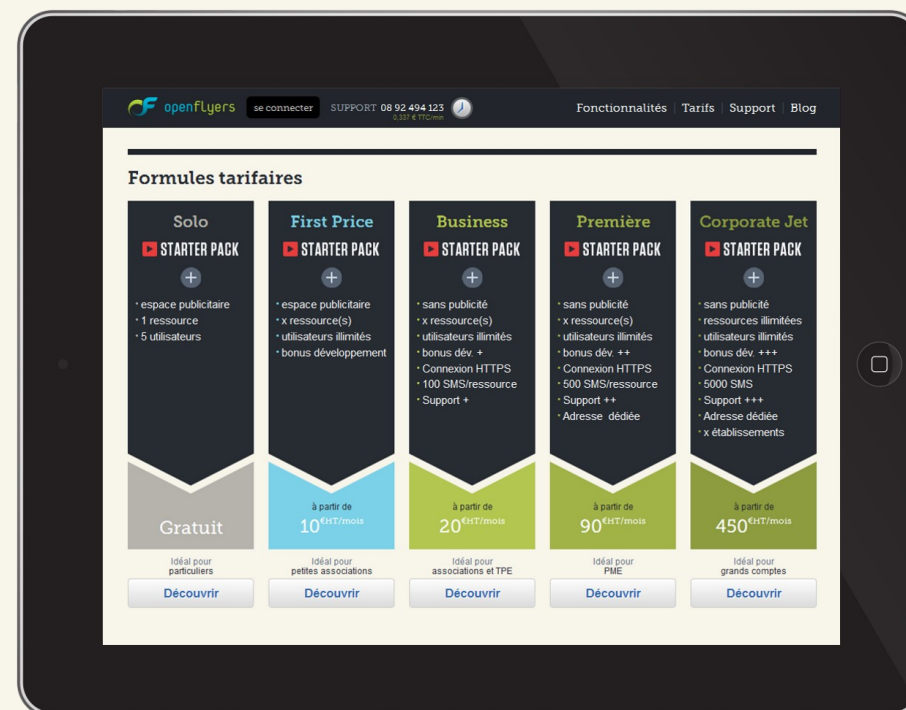 openflyers
se connecter
SUPPORT 08 92 494 123
0,337 € TTC/min
Fonctionnalités
Tarifs
Support
Blog
Formules tarifaires
Solo
STARTER PACK
+
espace publicitaire
1 ressource
5 utilisateurs
Gratuit
Idéal pour
particuliers
Découvrir
First Price
STARTER PACK
+
espace publicitaire
x ressource(s)
utilisateurs illimités
bonus développement
à partir de
10€HT/mois
Idéal pour
petites associations
Découvrir
Business
STARTER PACK
+
sans publicité
x ressource(s)
utilisateurs illimités
bonus dév. +
Connexion HTTPS
100 SMS/ressource
Support +
à partir de
20€HT/mois
Idéal pour
associations et TPE
Découvrir
Première
STARTER PACK
+
sans publicité
x ressource(s)
utilisateurs illimités
bonus dév. ++
Connexion HTTPS
500 SMS/ressource
Support ++
Adresse dédiée
à partir de
90€HT/mois
Idéal pour
PME
Découvrir
Corporate Jet
STARTER PACK
+
sans publicité
ressources illimitées
utilisateurs illimités
bonus dév. +++
Connexion HTTPS
5000 SMS
Support +++
Adresse dédiée
x établissements
à partir de
450€HT/mois
Idéal pour
grands comptes
Découvrir